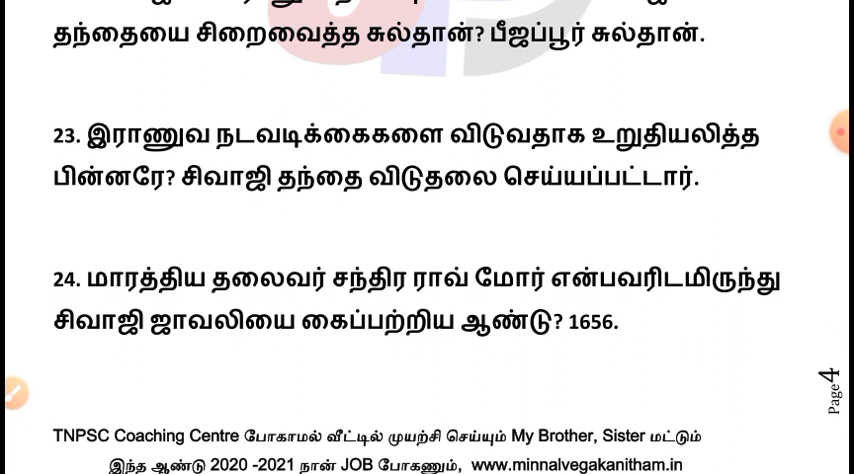 தந்தையை சிறைவைத்த சுல்தான்? பீஜப்பூர் சுல்தான்.
23. இராணுவ நடவடிக்கைகளை விடுவதாக உறுதியலித்த
பின்னரே? சிவாஜி தந்தை விடுதலை செய்யப்பட்டார்.
24. மாரத்திய தலைவர் சந்திர ராவ் மோர் என்பவரிடமிருந்து
சிவாஜி ஜாவலியை கைப்பற்றிய ஆண்டு? 1656.
Page 4
TNPSC Coaching Centre போகாமல் வீட்டில் முயற்சி செய்யும் My Brother, Sister மட்டும்
இந்த ஆண்டு 2020 -2021 நான் JOB போகணும், www.minnalvegakanitham.in